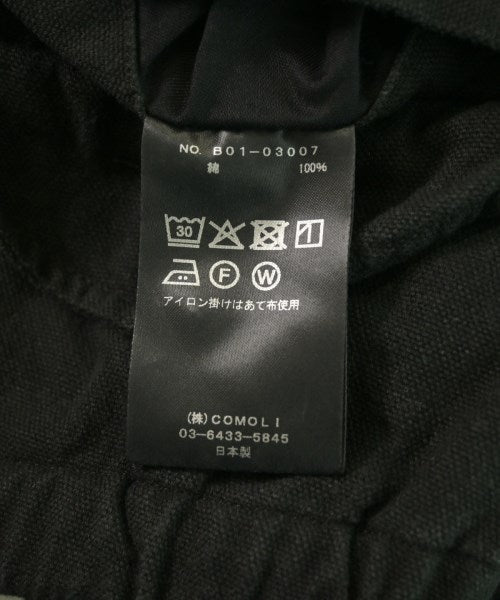 NO. B01-03007
綿 100%
30
F W
アイロン掛けはあて布使用
(株) COMOLI
03-6433-5845
日本製